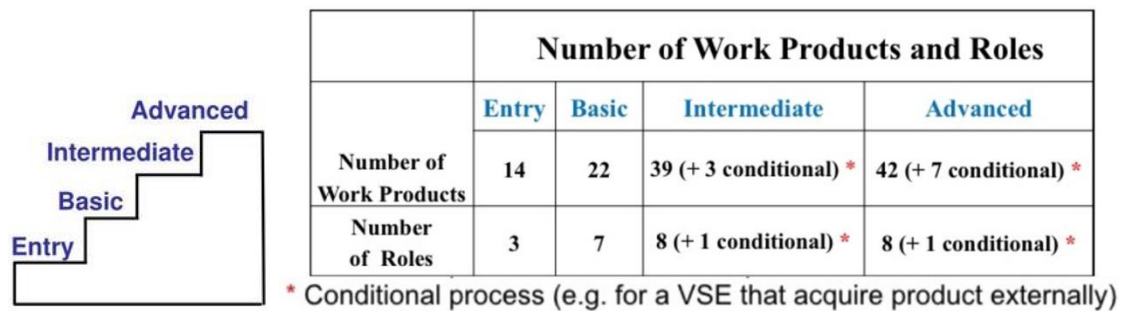 Advanced
Intermediate
Basic
Entry
Number of Work Products and Roles
Entry Basic Intermediate Advanced
Number of
Work Products
14 22 39 (+ 3 conditional) * 42 (+ 7 conditional) *
Number
of Roles
3 7 8 (+ 1 conditional) * 8 (+ 1 conditional) *
* Conditional process (e.g. for a VSE that acquire product externally)